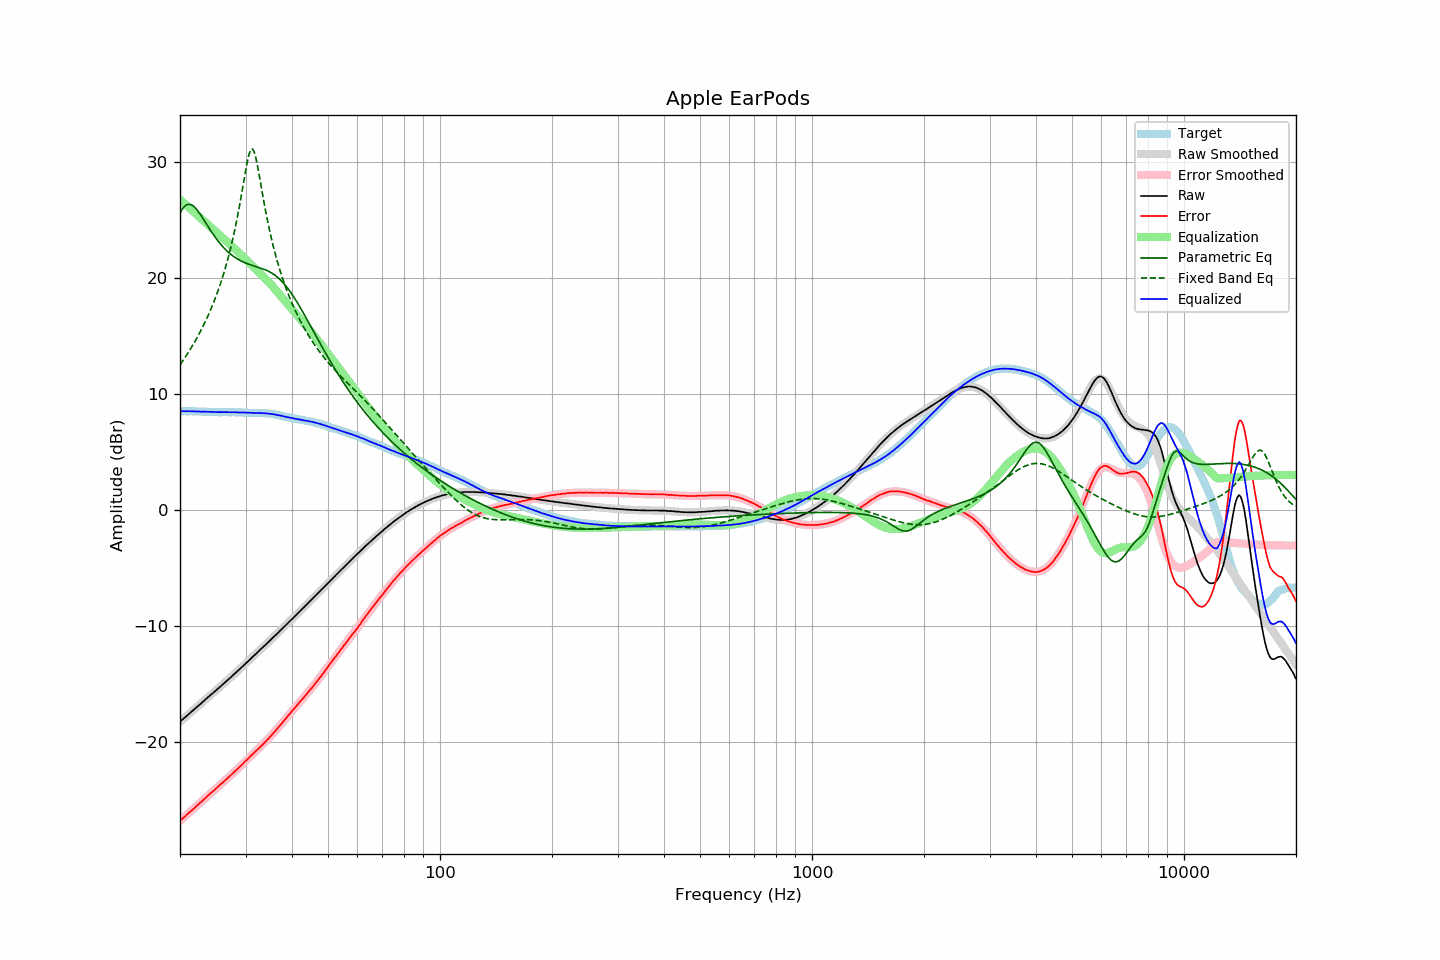 Apple EarPods
Target
Raw Smoothed
Error Smoothed
Raw
Error
Equalization
Parametric Eq
Fixed Band Eq
Equalized
30
20
10
0
−10
−20
Amplitude (dBr)
100
1000
10000
Frequency (Hz)